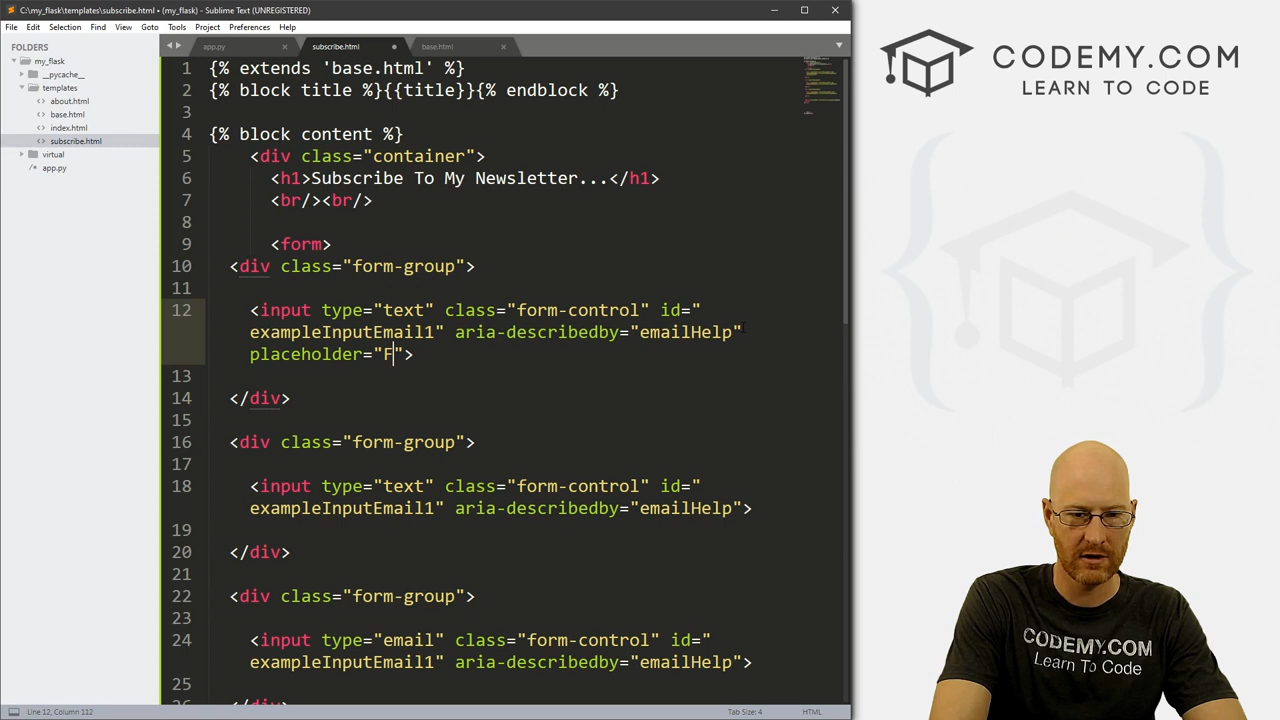 C:\my_flask\templates\subscribe.html • (my_flask) - Sublime Text (UNREGISTERED)
File Edit Selection Find View Goto Tools Project Preferences Help
FOLDERS
my_flask
__pycache__
templates
about.html
base.html
index.html
subscribe.html
virtual
app.py
app.py subscribe.html base.html
1 {% extends 'base.html' %}
2 {% block title %}{{title}}{% endblock %}
3
4 {% block content %}
5 <div class="container">
6 <h1>Subscribe To My Newsletter...</h1>
7 <br/><br/>
8
9 <form>
10 <div class="form-group">
11
12 <input type="text" class="form-control" id="
exampleInputEmail1" aria-describedby="emailHelp"
placeholder="F">
13
14 </div>
15
16 <div class="form-group">
17
18 <input type="text" class="form-control" id="
exampleInputEmail1" aria-describedby="emailHelp">
19
20 </div>
21
22 <div class="form-group">
23
24 <input type="email" class="form-control" id="
exampleInputEmail1" aria-describedby="emailHelp">
25
26 </div>
Line 12, Column 112
Tab Size: 4
HTML
CODEMY.COM
LEARN TO CODE
CODEMY.COM
Learn To Code